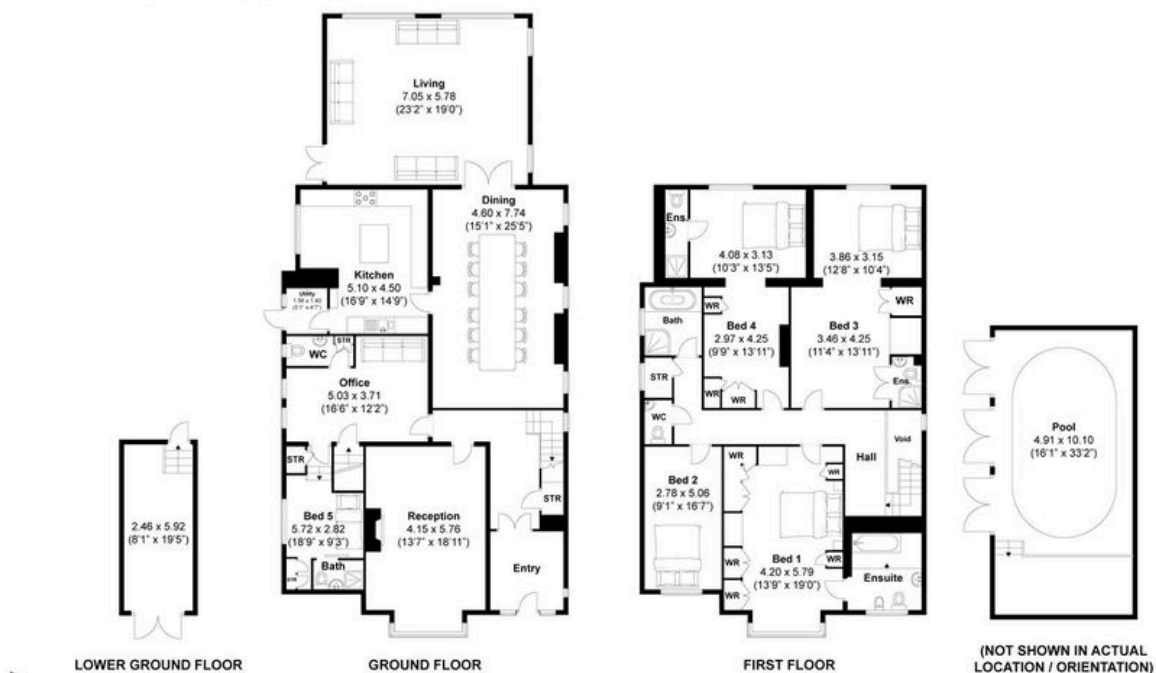 Living
7.05 x 5.78
(23'2" x 19'0")
Dining
4.60 x 7.74
(15'1" x 25'5")
Kitchen
5.10 x 4.50
(16'9" x 14'9")
Utility
STR
WC
Office
5.03 x 3.71
(16'6" x 12'2")
STR
Bed 5
5.72 x 2.82
(18'9" x 9'3")
Bath
STR
Reception
4.15 x 5.76
(13'7" x 18'11")
STR
Entry
2.46 x 5.92
(8'1" x 19'5")
LOWER GROUND FLOOR
GROUND FLOOR
Ens.
4.08 x 3.13
(10'3" x 13'5")
3.86 x 3.15
(12'8" x 10'4")
Bath
WR
Bed 4
2.97 x 4.25
(9'9" x 13'11")
WR
WR
Bed 3
3.46 x 4.25
(11'4" x 13'11")
WR
Ens.
STR
WC
Void
Hall
Bed 2
2.78 x 5.06
(9'1" x 16'7")
WR
WR
Bed 1
4.20 x 5.79
(13'9" x 19'0")
WR
WR
WR
Ensuite
FIRST FLOOR
Pool
4.91 x 10.10
(16'1" x 33'2")
(NOT SHOWN IN ACTUAL
LOCATION / ORIENTATION)